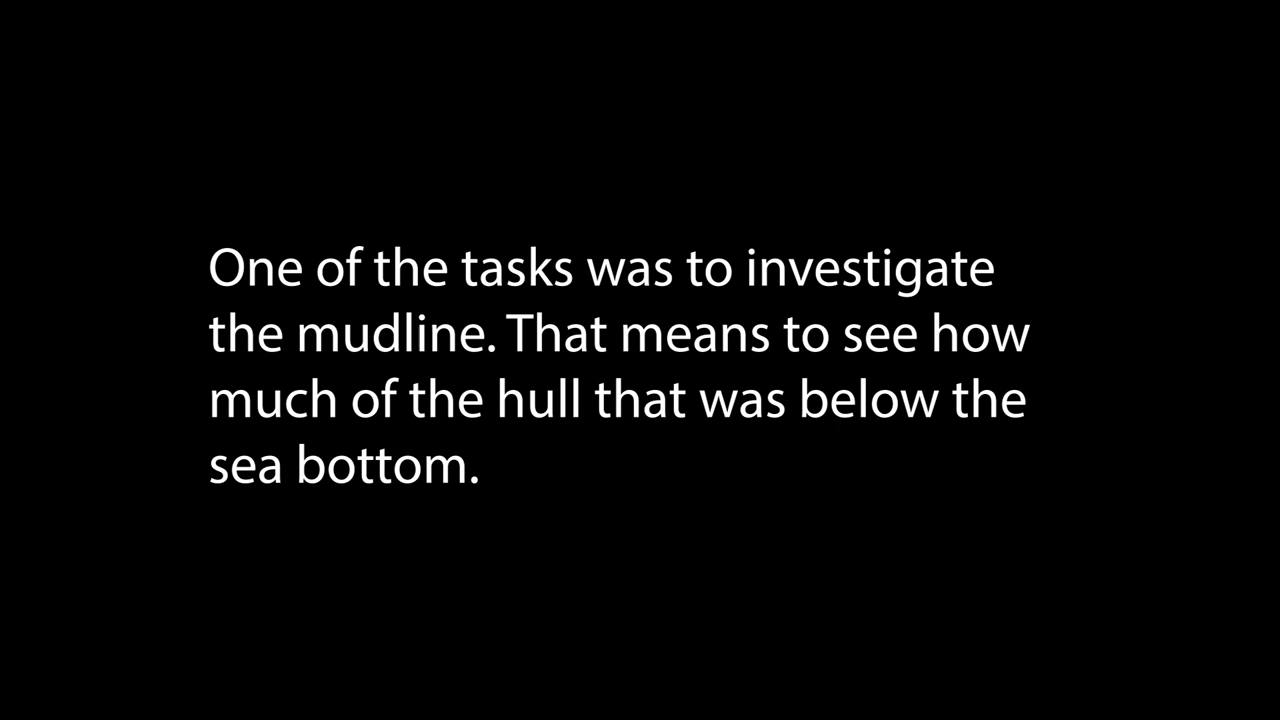 One of the tasks was to investigate
the mudline. That means to see how
much of the hull that was below the
sea bottom.